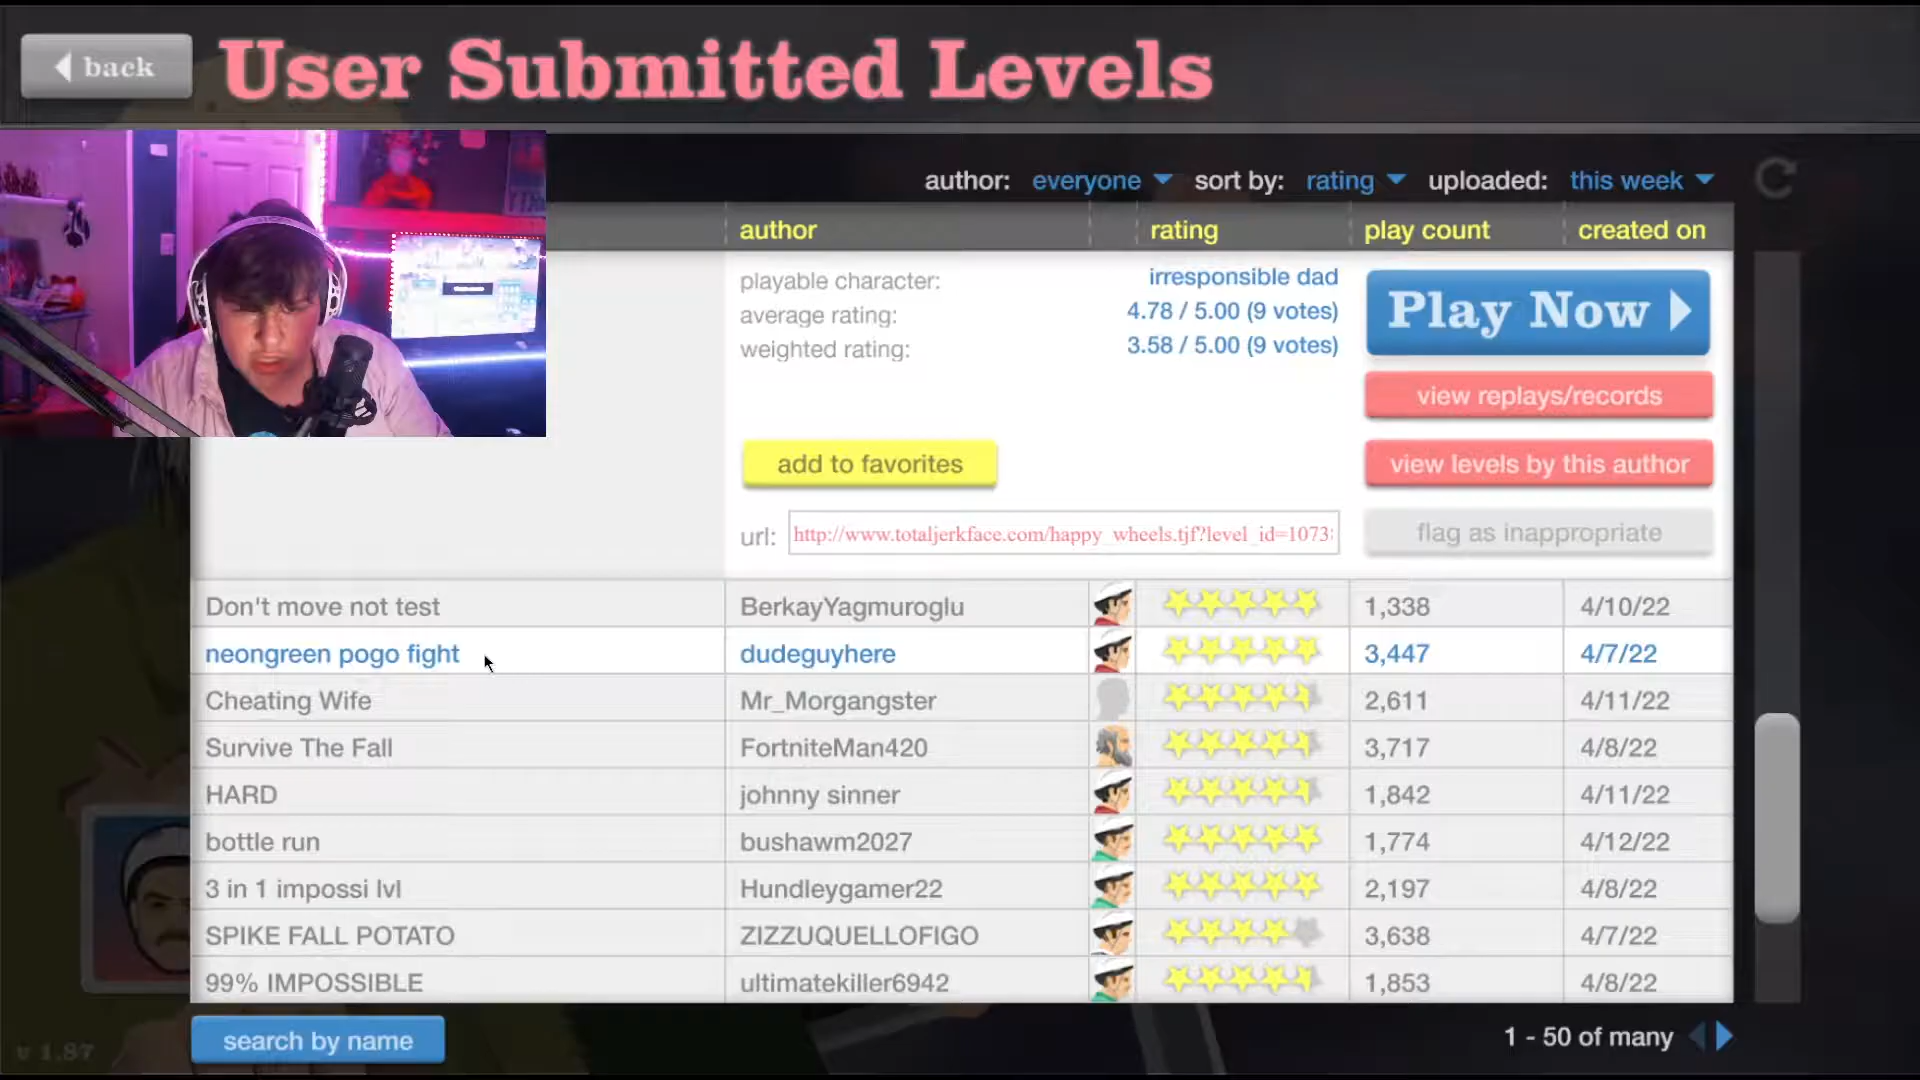 back
User Submitted Levels
author: everyone sort by: rating uploaded: this week
author rating play count created on
playable character: irresponsible dad
average rating: 4.78 / 5.00 (9 votes)
weighted rating: 3.58 / 5.00 (9 votes)
Play Now
view replays/records
add to favorites
view levels by this author
url: http://www.totaljerkface.com/happy_wheels.tjf?level_id=1073
flag as inappropriate
Don't move not test BerkayYagmuroglu 1,338 4/10/22
neongreen pogo fight dudeguyhere 3,447 4/7/22
Cheating Wife Mr_Morgangster 2,611 4/11/22
Survive The Fall FortniteMan420 3,717 4/8/22
HARD johnny sinner 1,842 4/11/22
bottle run bushawm2027 1,774 4/12/22
3 in 1 impossi lvl Hundleygamer22 2,197 4/8/22
SPIKE FALL POTATO ZIZZUQUELLOFIGO 3,638 4/7/22
99% IMPOSSIBLE ultimatekiller6942 1,853 4/8/22
v 1.87
search by name
1 - 50 of many